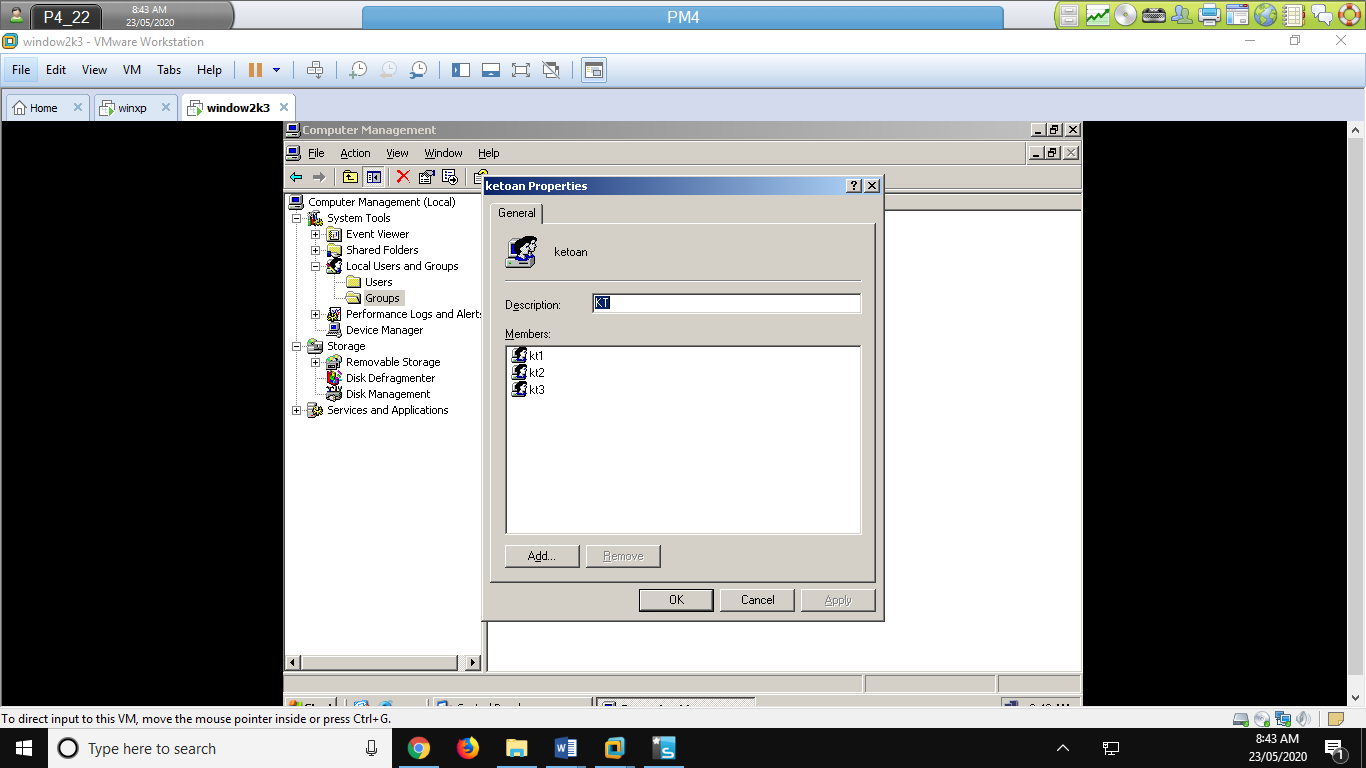 P4_22
8:43 AM
23/05/2020
PM4
window2k3 - VMware Workstation
File Edit View VM Tabs Help
Home winxp window2k3
Computer Management
File Action View Window Help
ketoan Properties
General
ketoan
Description: KT
Members:
kt1
kt2
kt3
Add... Remove
OK Cancel Apply
Computer Management (Local)
System Tools
Event Viewer
Shared Folders
Local Users and Groups
Users
Groups
Performance Logs and Alert
Device Manager
Storage
Removable Storage
Disk Defragmenter
Disk Management
Services and Applications
To direct input to this VM, move the mouse pointer inside or press Ctrl+G.
Type here to search
8:43 AM
23/05/2020
1